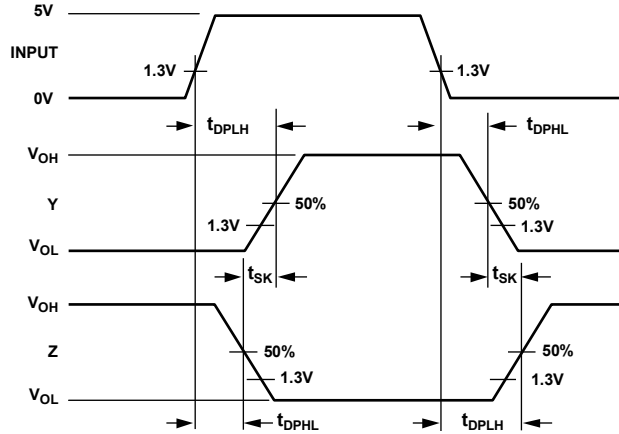 5V
INPUT
1.3V
1.3V
0V
tDPLH
tDPHL
VOH
Y
50%
50%
1.3V
1.3V
VOL
tSK
tSK
VOH
Z
50%
50%
1.3V
1.3V
VOL
tDPHL
tDPLH